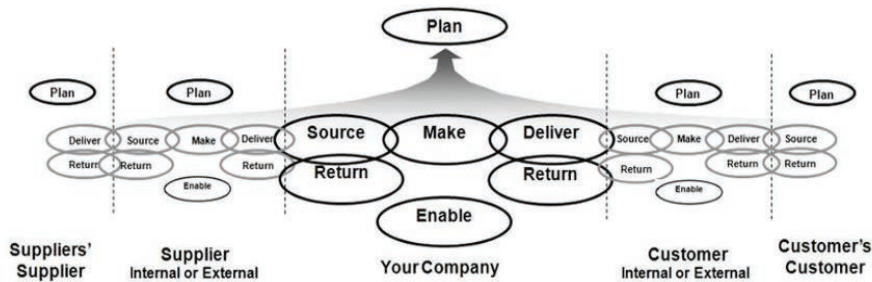 Plan
Plan Plan Plan Plan
Deliver Source Make Deliver Source Make Deliver Source Make Deliver Source
Return Return Return Return Return Return Return Return
Enable Enable Enable
Suppliers' Supplier Your Company Customer Customer's
Supplier Internal or External Internal or External Customer